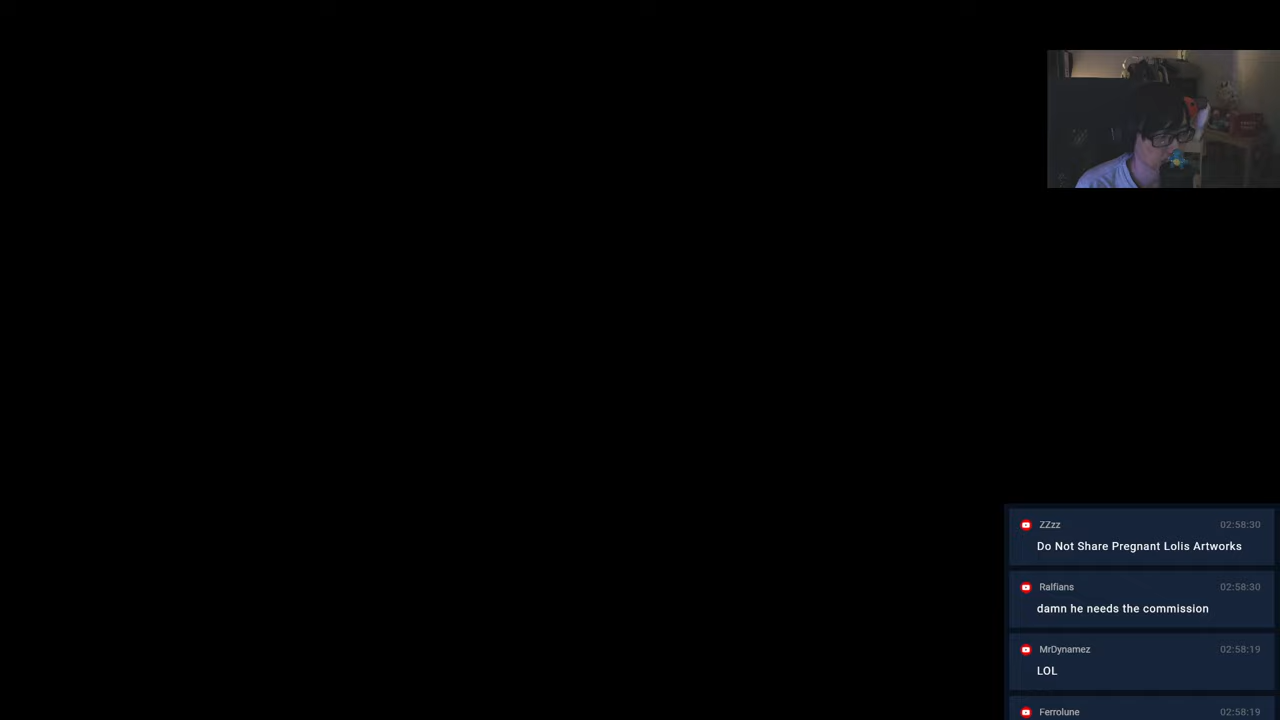 ZZzz 02:58:30
Do Not Share Pregnant Lolis Artworks
Ralfians 02:58:30
damn he needs the commission
MrDynamez 02:58:19
LOL
Ferrolune 02:58:19